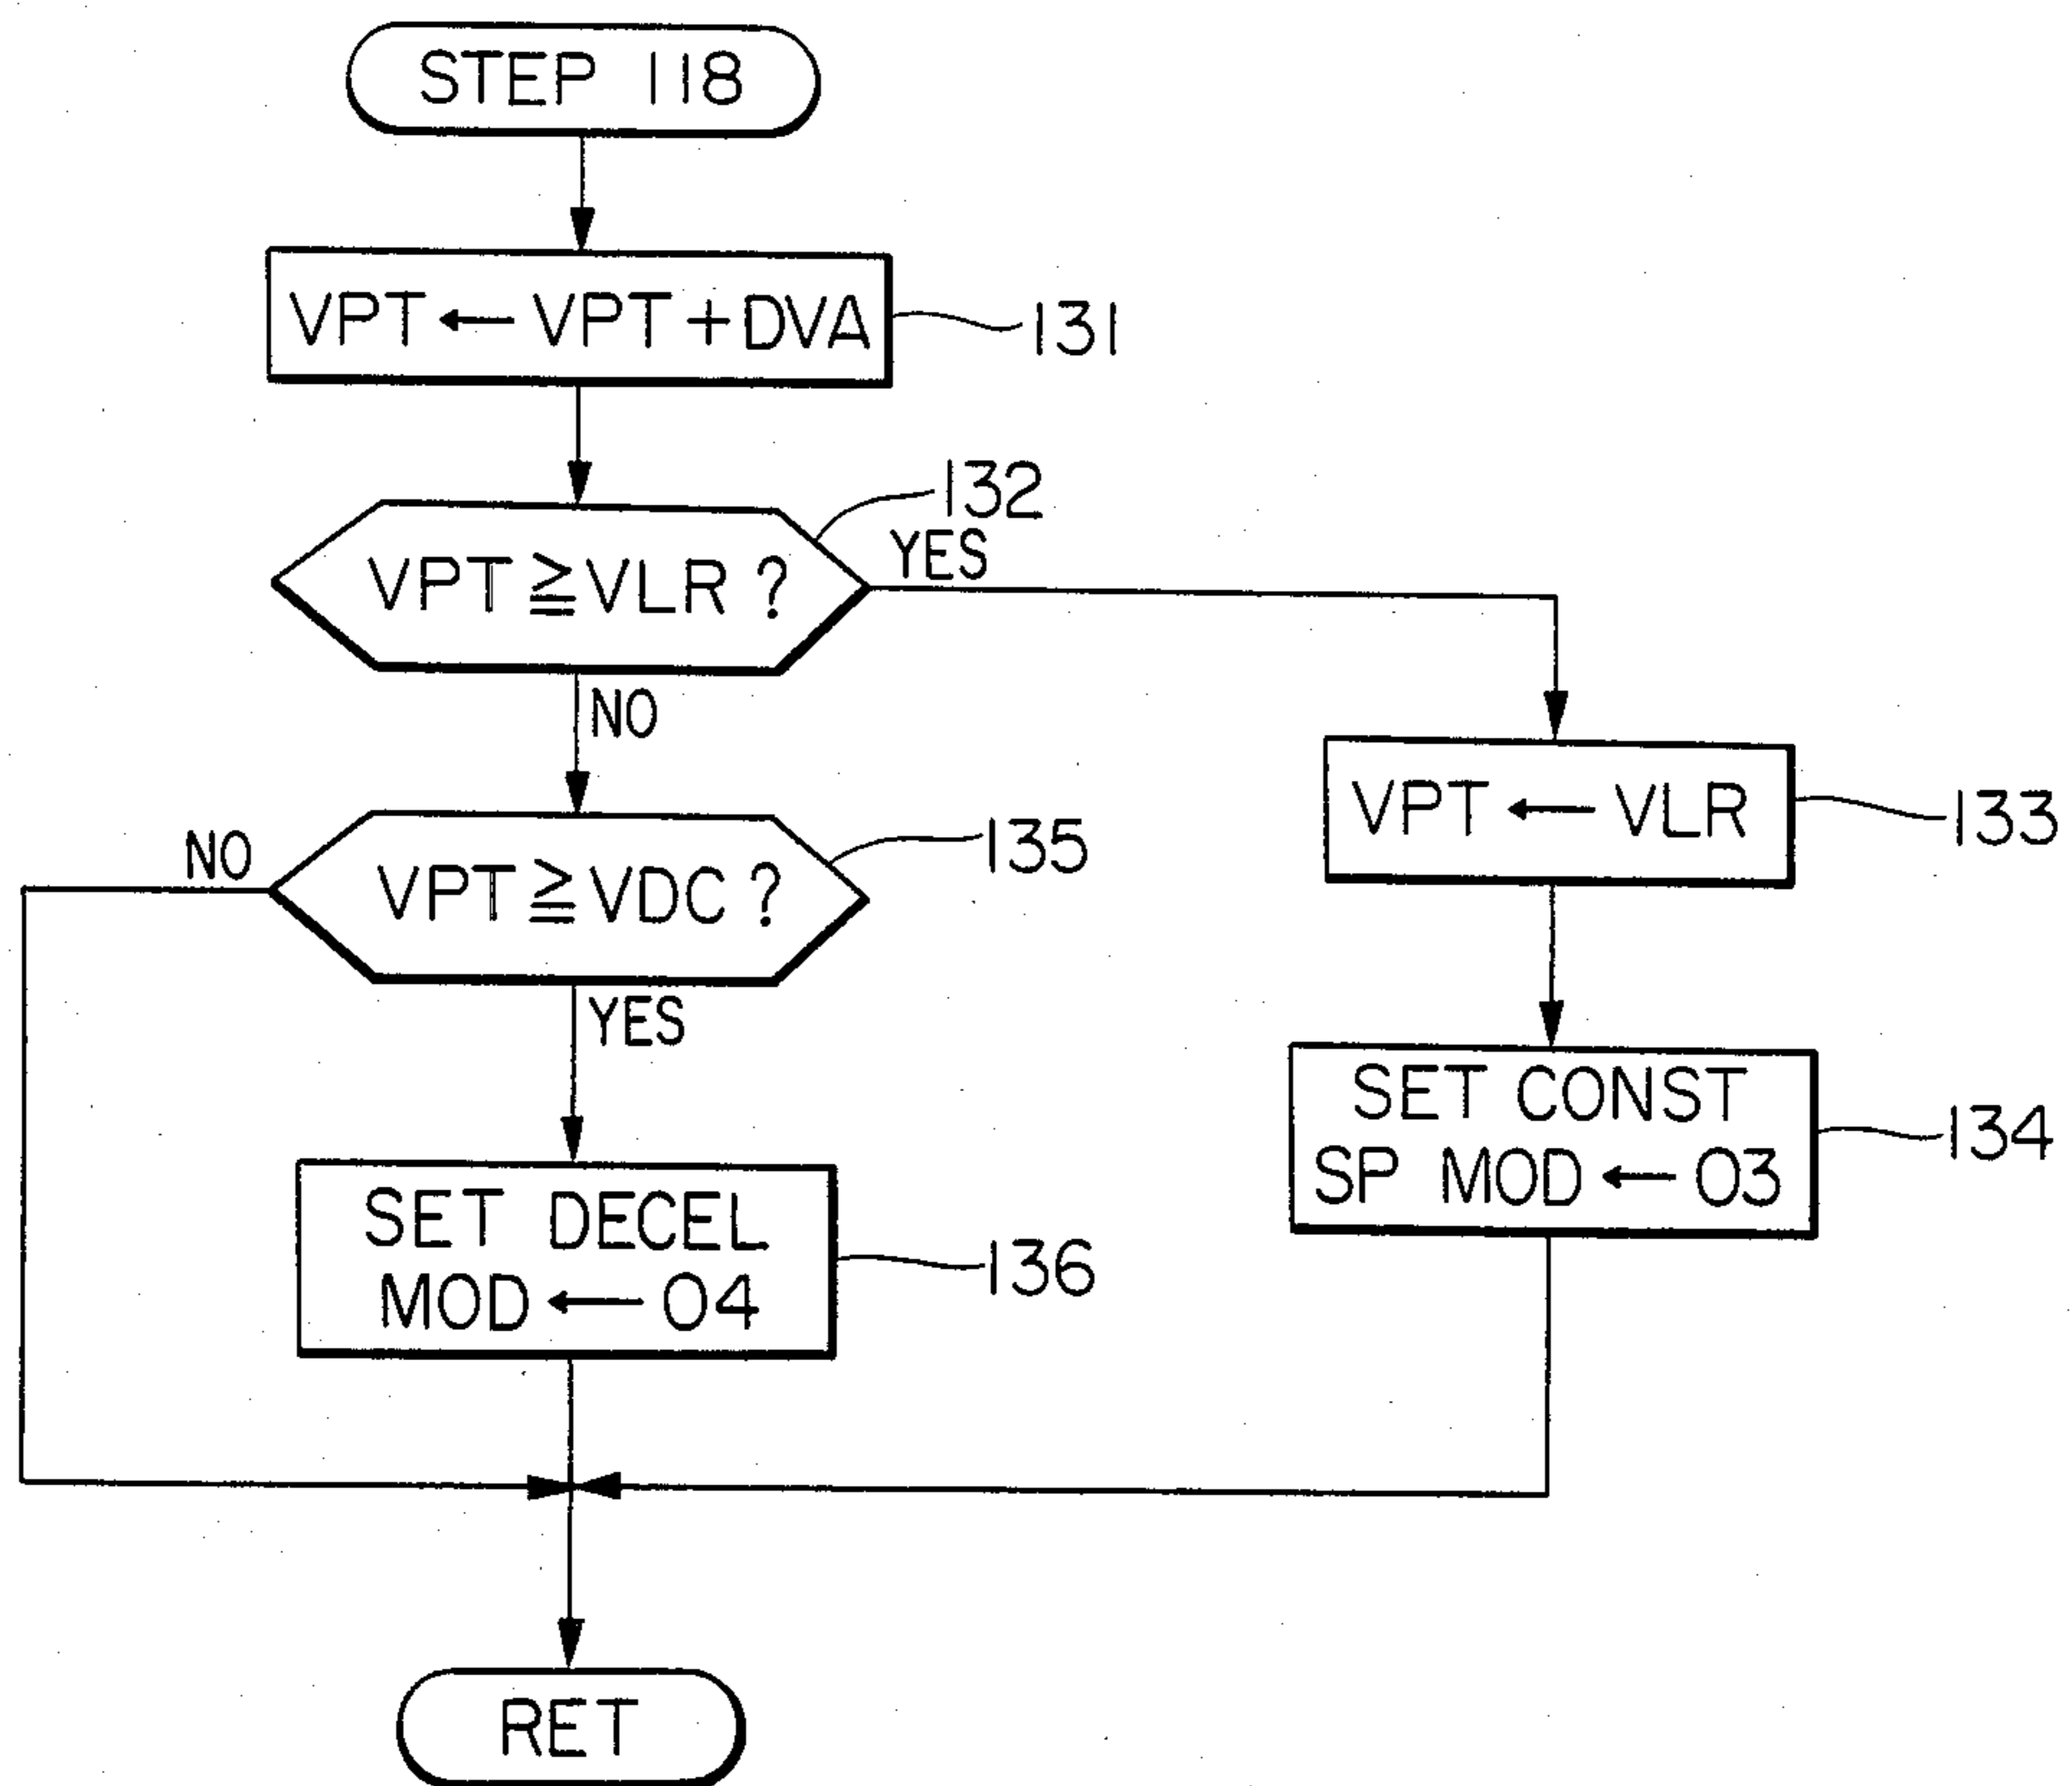 STEP 118
VPT ← VPT + DVA
131
132
VPT ≧ VLR ?
YES
NO
VPT ← VLR
133
NO
VPT ≧ VDC ?
135
YES
SET CONST
SP MOD ← 03
134
SET DECEL
MOD ← 04
136
RET